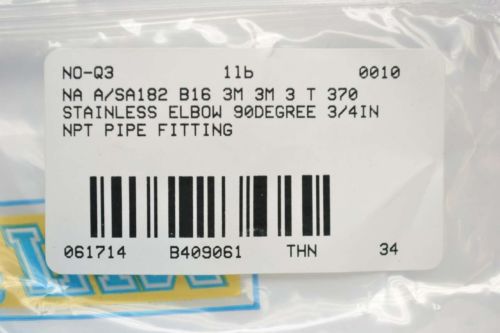 NO-Q3 1lb 0010
NA A/SA182 B16 3M 3M 3 T 370
STAINLESS ELBOW 90DEGREE 3/4IN
NPT PIPE FITTING
061714 B409061 THN 34